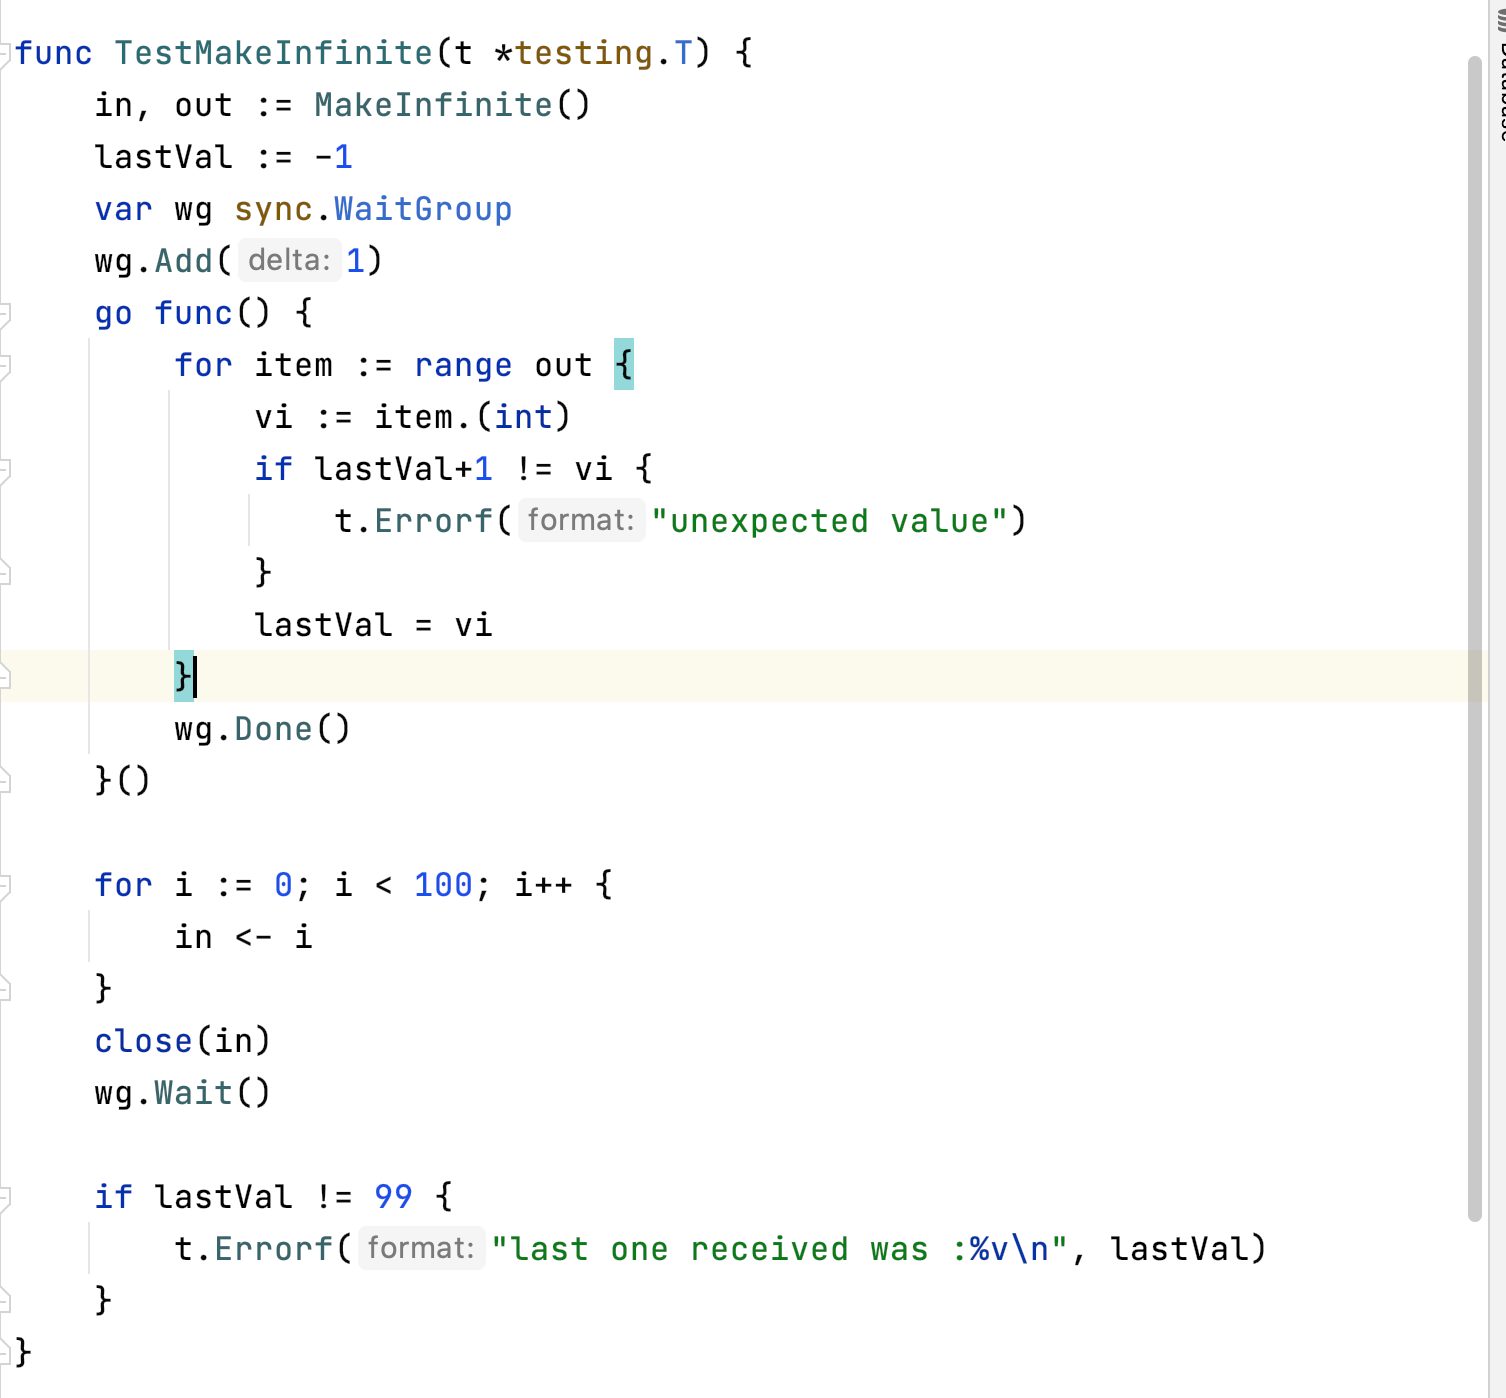 func TestMakeInfinite(t *testing.T) {
    in, out := MakeInfinite()
    lastVal := -1
    var wg sync.WaitGroup
    wg.Add( delta: 1)
    go func() {
        for item := range out {
            vi := item.(int)
            if lastVal+1 != vi {
                t.Errorf( format: "unexpected value")
            }
            lastVal = vi
        }
        wg.Done()
    }()

    for i := 0; i < 100; i++ {
        in <- i
    }
    close(in)
    wg.Wait()

    if lastVal != 99 {
        t.Errorf( format: "last one received was :%v\n", lastVal)
    }
}
Database